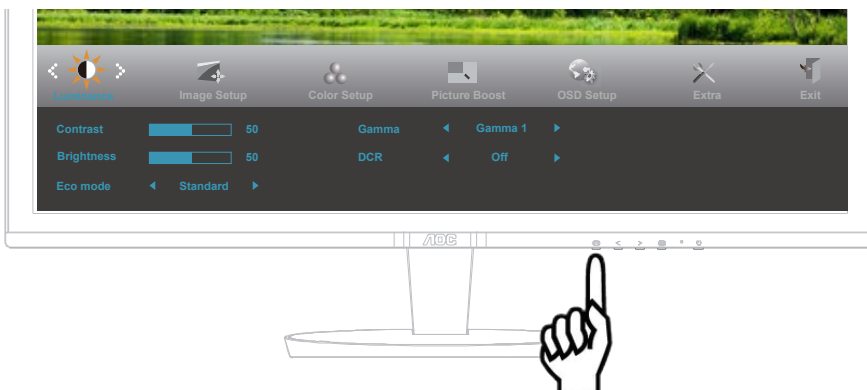 Luminance Image Setup Color Setup Picture Boost OSD Setup Extra Exit
Contrast 50 Gamma Gamma 1
Brightness 50 DCR Off
Eco mode Standard
AOC